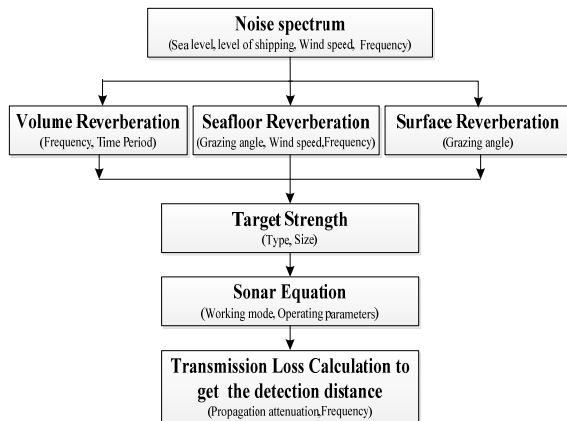 Noise spectrum
(Sea level, level of shipping, Wind speed, Frequency)
Volume Reverberation
(Frequency, Time Period)
Seafloor Reverberation
(Grazing angle, Wind speed,Frequency)
Surface Reverberation
(Grazing angle)
Target Strength
(Type, Size)
Sonar Equation
(Working mode, Operating parameters)
Transmission Loss Calculation to
get the detection distance
(Propagation attenuation,Frequency)